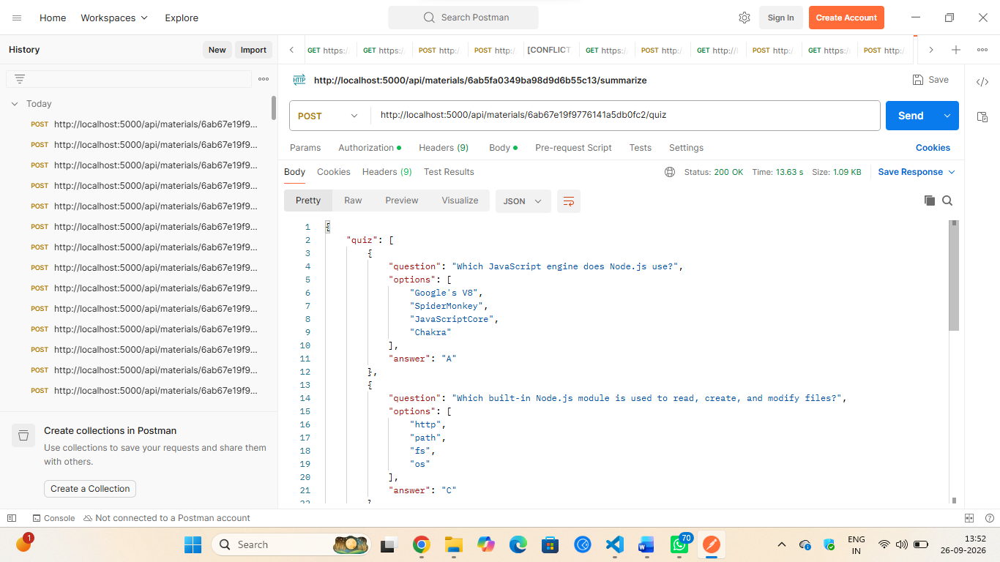 Home
Workspaces
Explore
Search Postman
Sign In
Create Account
History
New
Import
GET https:/
GET https:/
POST http:/
POST http:/
[CONFLICT
GET https:/
POST http:/
GET http://
POST http:/
GET https:/
POST http:/
Today
POST http://localhost:5000/api/materials/6ab67e19f9...
POST http://localhost:5000/api/materials/6ab67e19f9...
POST http://localhost:5000/api/materials/6ab67e19f9...
POST http://localhost:5000/api/materials/6ab67e19f9...
POST http://localhost:5000/api/materials/6ab67e19f9...
POST http://localhost:5000/api/materials/6ab67e19f9...
POST http://localhost:5000/api/materials/6ab67e19f9...
POST http://localhost:5000/api/materials/6ab67e19f9...
POST http://localhost:5000/api/materials/6ab67e19f9...
POST http://localhost:5000/api/materials/6ab67e19f9...
POST http://localhost:5000/api/materials/6ab67e19f9...
POST http://localhost:5000/api/materials/6ab67e19f9...
POST http://localhost:5000/api/materials/6ab67e19f9...
POST http://localhost:5000/api/materials/6ab67e19f9...
Create collections in Postman
Use collections to save your requests and share them
with others.
Create a Collection
HTTP http://localhost:5000/api/materials/6ab5fa0349ba98d9d6b55c13/summarize
Save
POST
http://localhost:5000/api/materials/6ab67e19f9776141a5db0fc2/quiz
Send
Params
Authorization
Headers (9)
Body
Pre-request Script
Tests
Settings
Cookies
Body
Cookies
Headers (9)
Test Results
Status: 200 OK
Time: 13.63 s
Size: 1.09 KB
Save Response
Pretty
Raw
Preview
Visualize
JSON
1 {
2 "quiz": [
3 {
4 "question": "Which JavaScript engine does Node.js use?",
5 "options": [
6 "Google's V8",
7 "SpiderMonkey",
8 "JavaScriptCore",
9 "Chakra"
10 ],
11 "answer": "A"
12 },
13 {
14 "question": "Which built-in Node.js module is used to read, create, and modify files?",
15 "options": [
16 "http",
17 "path",
18 "fs",
19 "os"
20 ],
21 "answer": "C"
22 }
Console
Not connected to a Postman account
1
Search
70
ENG
IN
13:52
26-09-2026